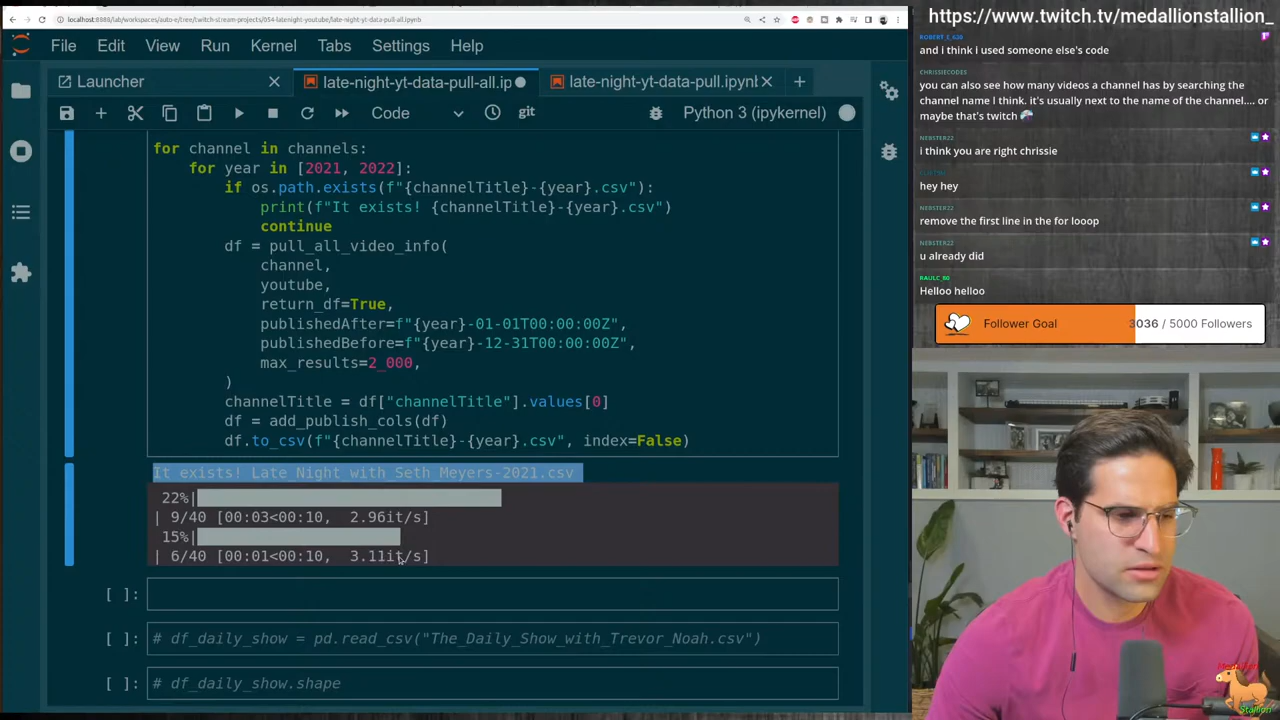 localhost:8888/lab/workspaces/auto-e/tree/twitch-stream-projects/054-latenight-youtube/late-night-yt-data-pull-all.ipynb
https://www.twitch.tv/medallionstallion_
File Edit View Run Kernel Tabs Settings Help
Launcher
late-night-yt-data-pull-all.ip
late-night-yt-data-pull.ipynt
Code
git
Python 3 (ipykernel)
for channel in channels:
for year in [2021, 2022]:
if os.path.exists(f"{channelTitle}-{year}.csv"):
print(f"It exists! {channelTitle}-{year}.csv")
continue
df = pull_all_video_info(
channel,
youtube,
return_df=True,
publishedAfter=f"{year}-01-01T00:00:00Z",
publishedBefore=f"{year}-12-31T00:00:00Z",
max_results=2_000,
)
channelTitle = df["channelTitle"].values[0]
df = add_publish_cols(df)
df.to_csv(f"{channelTitle}-{year}.csv", index=False)
It exists! Late Night with Seth Meyers-2021.csv
22%|
| 9/40 [00:03<00:10, 2.96it/s]
15%|
| 6/40 [00:01<00:10, 3.11it/s]
[ ]:
[ ]: # df_daily_show = pd.read_csv("The_Daily_Show_with_Trevor_Noah.csv")
[ ]: # df_daily_show.shape
and i think i used someone else's code
CHRISSIECODES
you can also see how many videos a channel has by searching the
channel name I think. it's usually next to the name of the channel.... or
maybe that's twitch
NEBSTER22
i think you are right chrissie
hey hey
NEBSTER22
remove the first line in the for looop
NEBSTER22
u already did
RAULC_80
Helloo helloo
Follower Goal
3036 / 5000 Followers
Medallion
Stallion